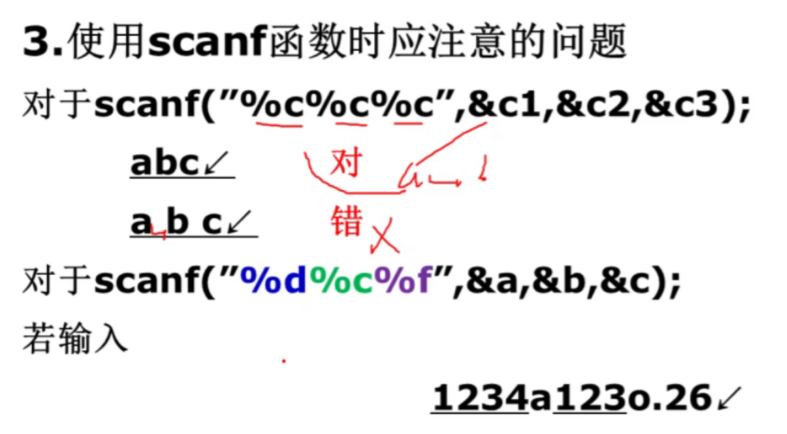 3.使用scanf函数时应注意的问题
对于scanf(”%c%c%c”,&c1,&c2,&c3);
abc↙ 对
a b c↙ 错
对于scanf(”%d%c%f”,&a,&b,&c);
若输入
1234a123o.26↙